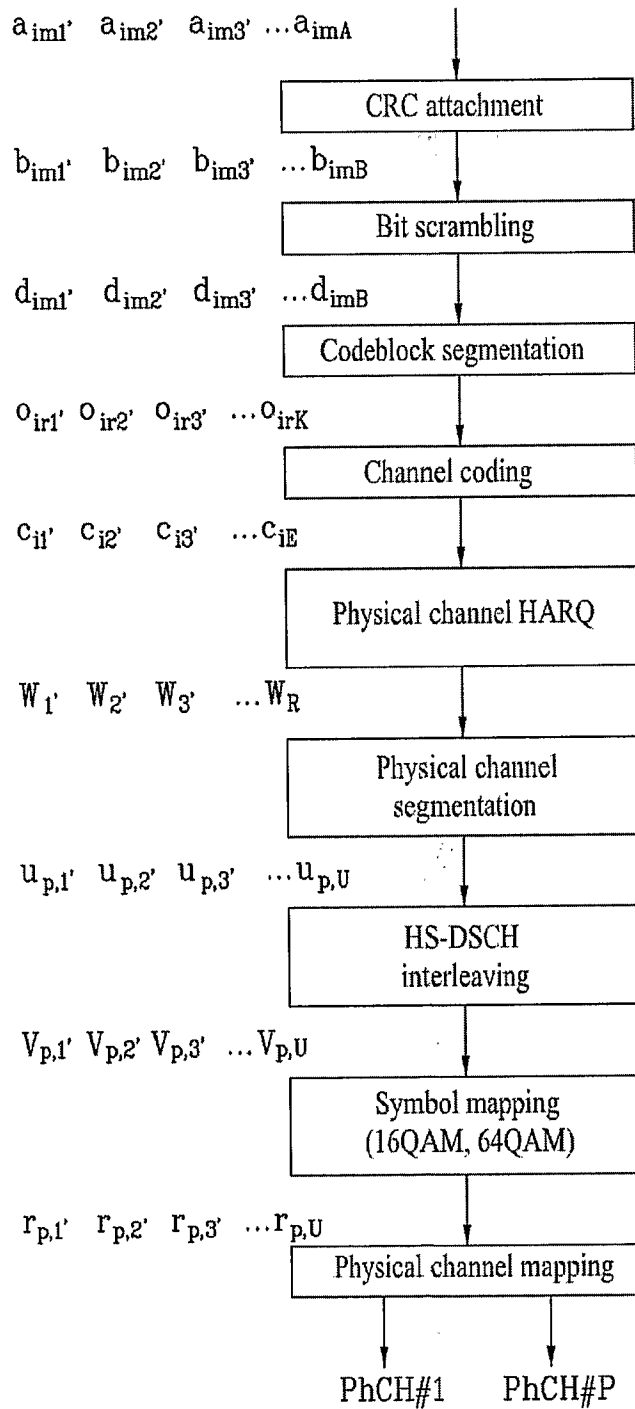 a_im1, a_im2, a_im3, ...a_imA
CRC attachment
b_im1, b_im2, b_im3, ...b_imB
Bit scrambling
d_im1, d_im2, d_im3, ...d_imB
Codeblock segmentation
o_ir1, o_ir2, o_ir3, ...o_irK
Channel coding
c_i1, c_i2, c_i3, ...c_iE
Physical channel HARQ
W_1, W_2, W_3, ...W_R
Physical channel
segmentation
u_p,1, u_p,2, u_p,3, ...u_p,U
HS-DSCH
interleaving
V_p,1, V_p,2, V_p,3, ...V_p,U
Symbol mapping
(16QAM, 64QAM)
r_p,1, r_p,2, r_p,3, ...r_p,U
Physical channel mapping
PhCH#1 PhCH#P